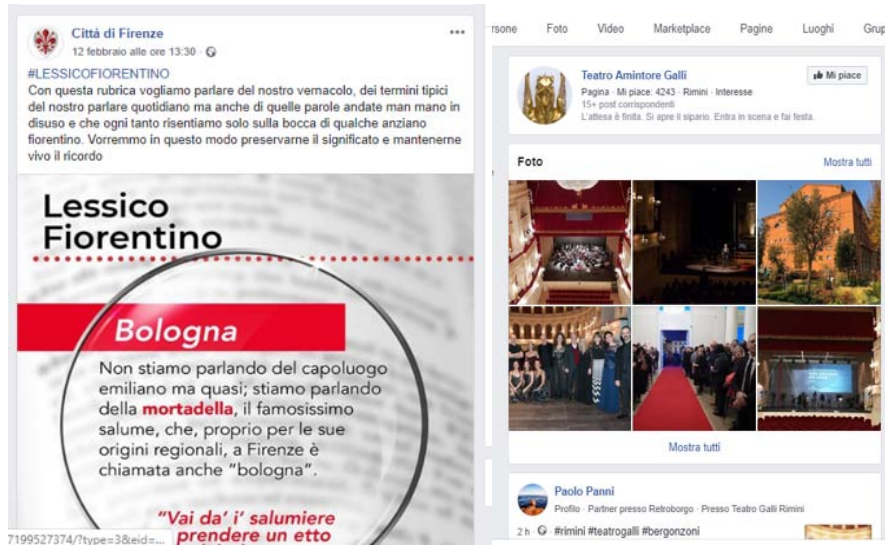 Città di Firenze
12 febbraio alle ore 13:30 ·
#LESSICOFIORENTINO
Con questa rubrica vogliamo parlare del nostro vernacolo, dei termini tipici
del nostro parlare quotidiano ma anche di quelle parole andate man mano in
disuso e che ogni tanto risentiamo solo sulla bocca di qualche anziano
fiorentino. Vorremmo in questo modo preservarne il significato e mantenerne
vivo il ricordo
Lessico
Fiorentino
Bologna
Non stiamo parlando del capoluogo
emiliano ma quasi; stiamo parlando
della mortadella, il famosissimo
salume, che, proprio per le sue
origini regionali, a Firenze è
chiamata anche "bologna".
"Vai da' i' salumiere
prendere un etto
7199527374/?type=3&eid=...
rsone Foto Video Marketplace Pagine Luoghi Grup
Teatro Amintore Galli
Mi piace
Pagina · Mi piace: 4243 · Rimini · Interesse
15+ post corrispondenti
L'attesa è finita. Si apre il sipario. Entra in scena e fai festa.
Foto
Mostra tutti
Mostra tutti
Paolo Panni
Profilo · Partner presso Retroborgo · Presso Teatro Galli Rimini
2 h · #rimini #teatrogalli #bergonzoni